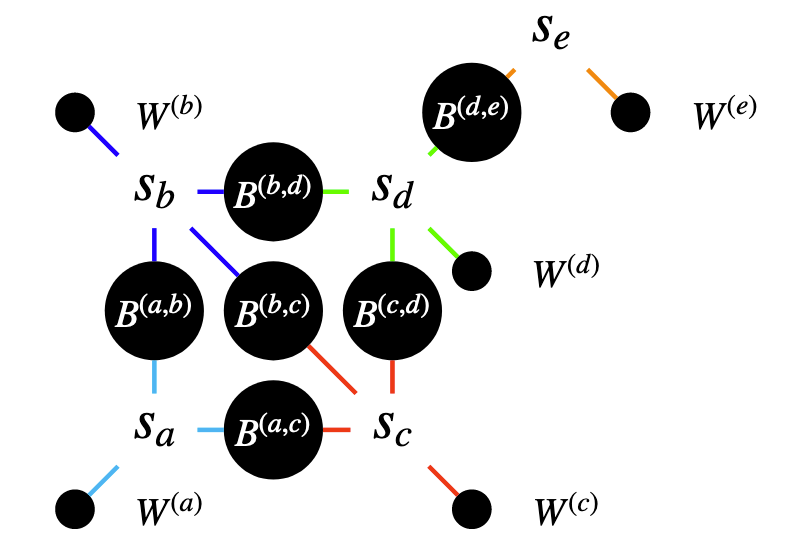 s_e
B^{(d,e)}
W^{(b)} W^{(e)}
s_b B^{(b,d)} s_d
W^{(d)}
B^{(a,b)} B^{(b,c)} B^{(c,d)}
s_a B^{(a,c)} s_c
W^{(a)} W^{(c)}